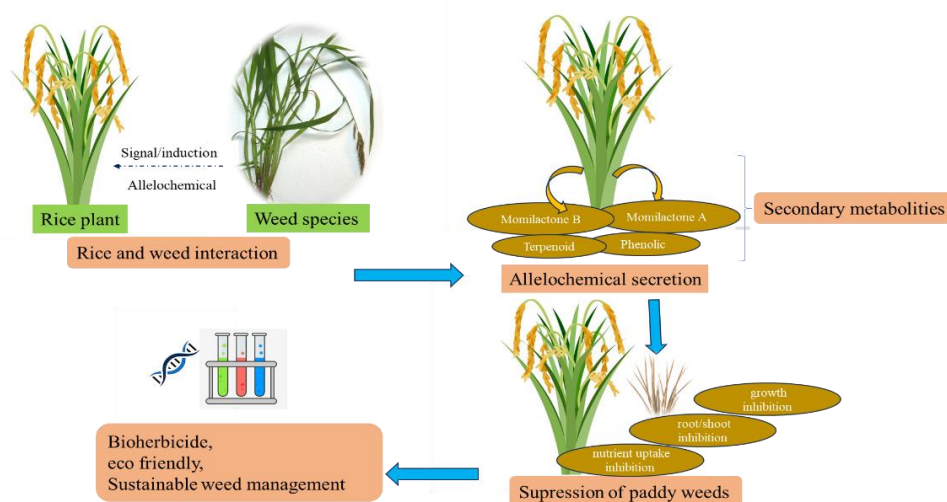 Signal/induction
Allelochemical
Rice plant
Weed species
Rice and weed interaction
Momilactone B
Momilactone A
Terpenoid
Phenolic
Secondary metabolities
Allelochemical secretion
growth
inhibition
root/shoot
inhibition
nutrient uptake
inhibition
Supression of paddy weeds
Bioherbicide,
eco friendly,
Sustainable weed management